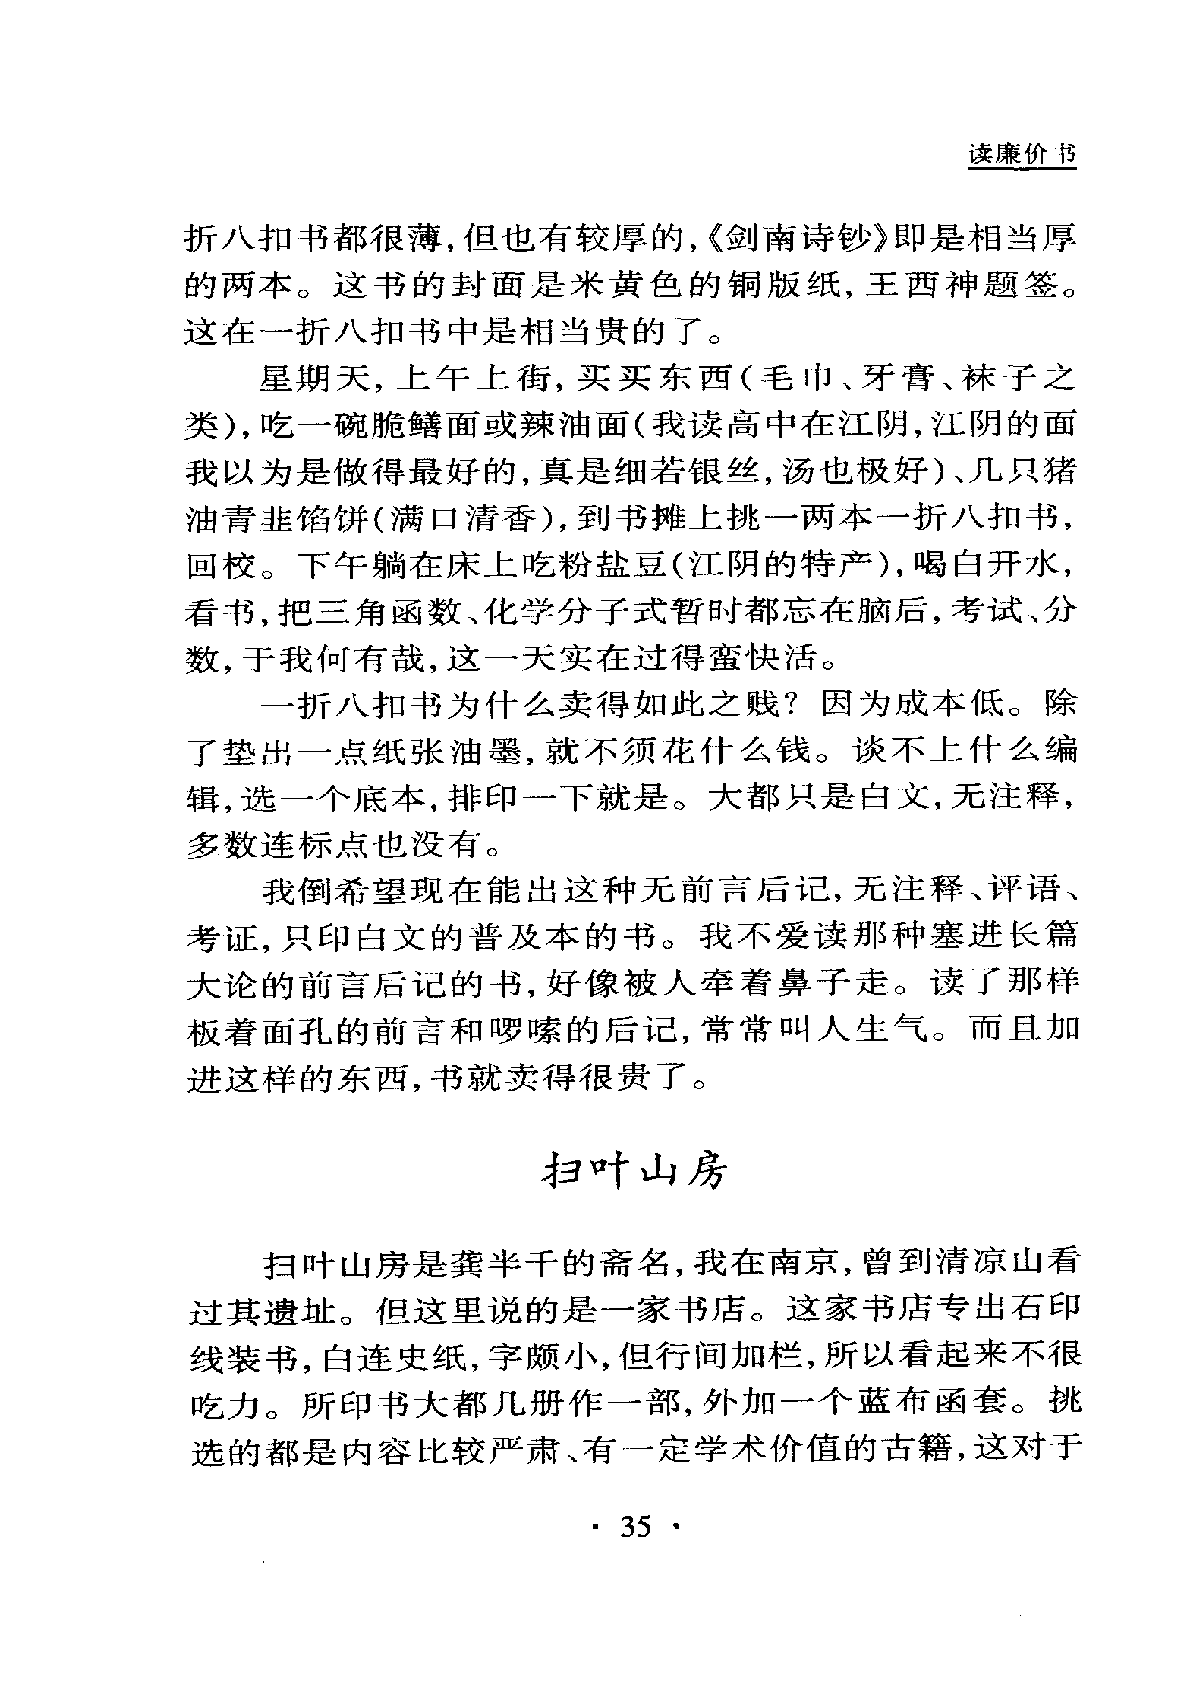 读廉价书
折八扣书都很薄，但也有较厚的，《剑南诗钞》即是相当厚
的两本。这书的封面是米黄色的铜版纸，王西神题签。
这在一折八扣书中是相当贵的了。
星期天，上午上街，买买东西（毛巾、牙膏、袜子之
类），吃一碗脆鳝面或辣油面（我读高中在江阴，江阴的面
我以为是做得最好的，真是细若银丝，汤也极好）、几只猪
油青韭馅饼（满口清香），到书摊上挑一两本一折八扣书，
回校。下午躺在床上吃粉盐豆（江阴的特产），喝白开水，
看书，把三角函数、化学分子式暂时都忘在脑后，考试、分
数，于我何有哉，这一天实在过得蛮快活。
一折八扣书为什么卖得如此之贱？因为成本低。除
了垫出一点纸张油墨，就不须花什么钱。谈不上什么编
辑，选一个底本，排印一下就是。大都只是白文，无注释，
多数连标点也没有。
我倒希望现在能出这种无前言后记，无注释、评语、
考证，只印白文的普及本的书。我不爱读那种塞进长篇
大论的前言后记的书，好像被人牵着鼻子走。读了那样
板着面孔的前言和啰嗦的后记，常常叫人生气。而且加
进这样的东西，书就卖得很贵了。
扫叶山房
扫叶山房是龚半千的斋名，我在南京，曾到清凉山看
过其遗址。但这里说的是一家书店。这家书店专出石印
线装书，白连史纸，字颇小，但行间加栏，所以看起来不很
吃力。所印书大都几册作一部，外加一个蓝布函套。挑
选的都是内容比较严肃、有一定学术价值的古籍，这对于
· 35 ·